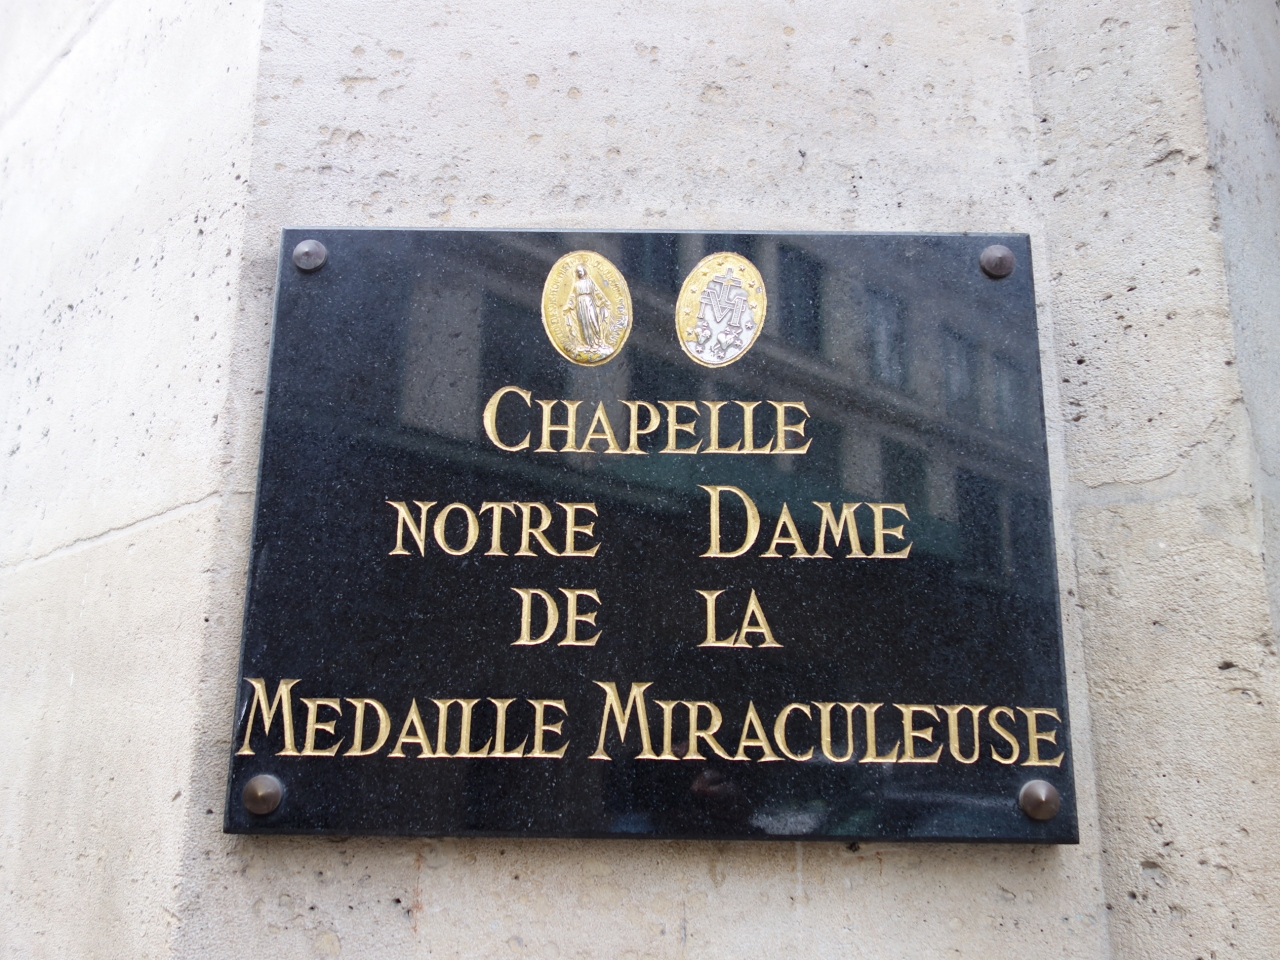 CHAPELLE
NOTRE DAME
DE LA
MEDAILLE MIRACULEUSE